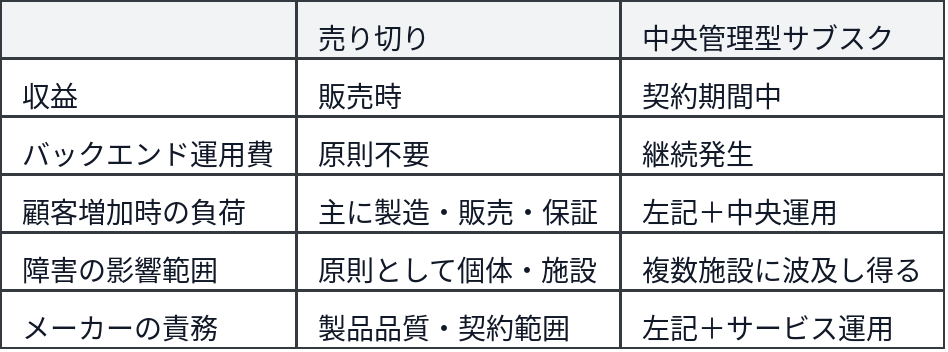 売り切り 中央管理型サブスク
収益 販売時 契約期間中
バックエンド運用費 原則不要 継続発生
顧客増加時の負荷 主に製造・販売・保証 左記＋中央運用
障害の影響範囲 原則として個体・施設 複数施設に波及し得る
メーカーの責務 製品品質・契約範囲 左記＋サービス運用